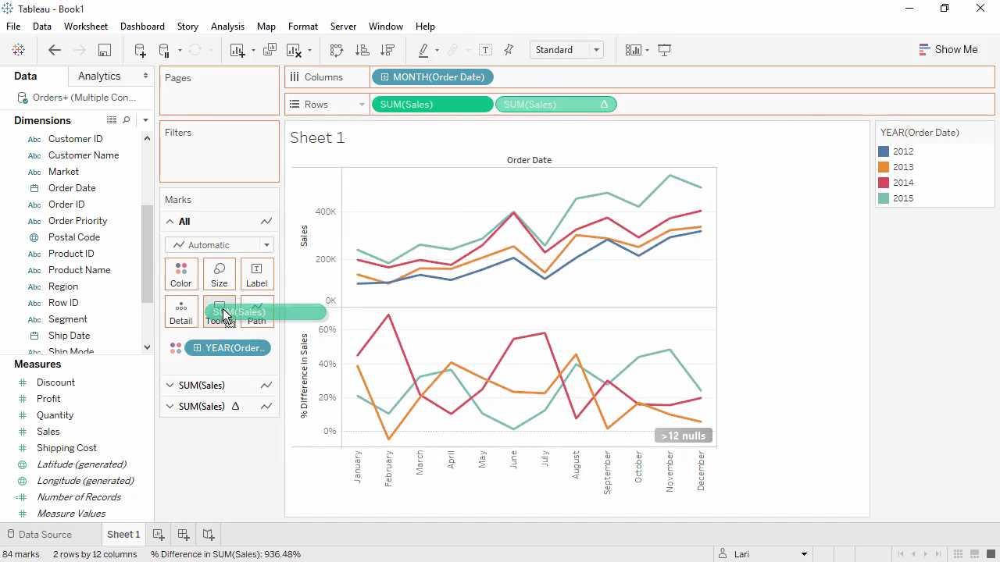 Tableau - Book1
File Data Worksheet Dashboard Story Analysis Map Format Server Window Help
Standard
Show Me
Data
Analytics
Orders+ (Multiple Con...
Dimensions
Abc Customer ID
Abc Customer Name
Abc Market
Order Date
Abc Order ID
Abc Order Priority
Postal Code
Abc Product ID
Abc Product Name
Abc Region
Abc Row ID
Abc Segment
Ship Date
Abc Ship Mode
Measures
Discount
Profit
Quantity
Sales
Shipping Cost
Latitude (generated)
Longitude (generated)
Number of Records
Measure Values
Pages
Filters
Marks
All
Automatic
Color
Size
Label
Detail
Path
SUM(Sales)
YEAR(Order..
SUM(Sales)
SUM(Sales) Δ
Columns
MONTH(Order Date)
Rows
SUM(Sales)
SUM(Sales) Δ
Sheet 1
Order Date
Sales
400K
200K
0K
% Difference in Sales
60%
40%
20%
0%
>12 nulls
January
February
March
April
May
June
July
August
September
October
November
December
YEAR(Order Date)
2012
2013
2014
2015
Data Source
Sheet 1
84 marks
2 rows by 12 columns
% Difference in SUM(Sales): 936.48%
Lari